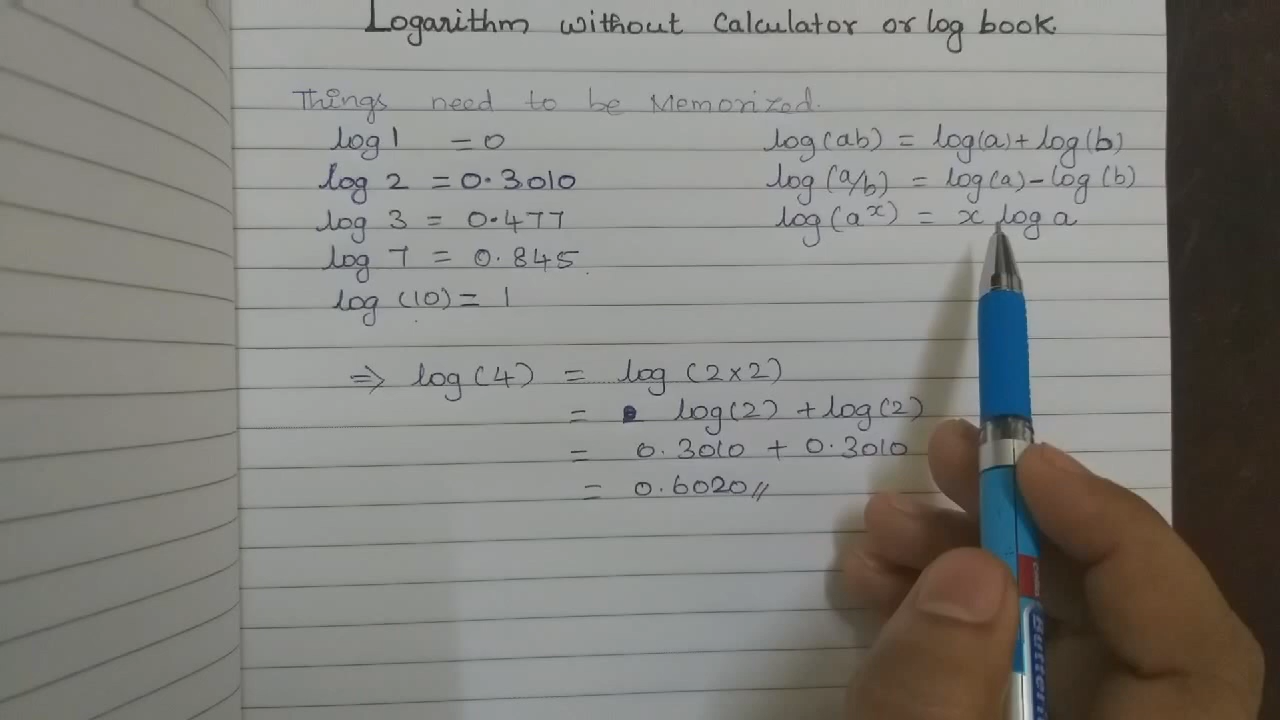 Logarithm without Calculator or log book
Things need to be Memorized.
log 1 = 0
log 2 = 0.3010
log 3 = 0.477
log 7 = 0.845
log (10) = 1
log(ab) = log(a)+log(b)
log(a/b) = log(a)-log(b)
log(aˣ) = x log a
⇒ log(4) = log(2×2)
= log(2) + log(2)
= 0.3010 + 0.3010
= 0.6020//